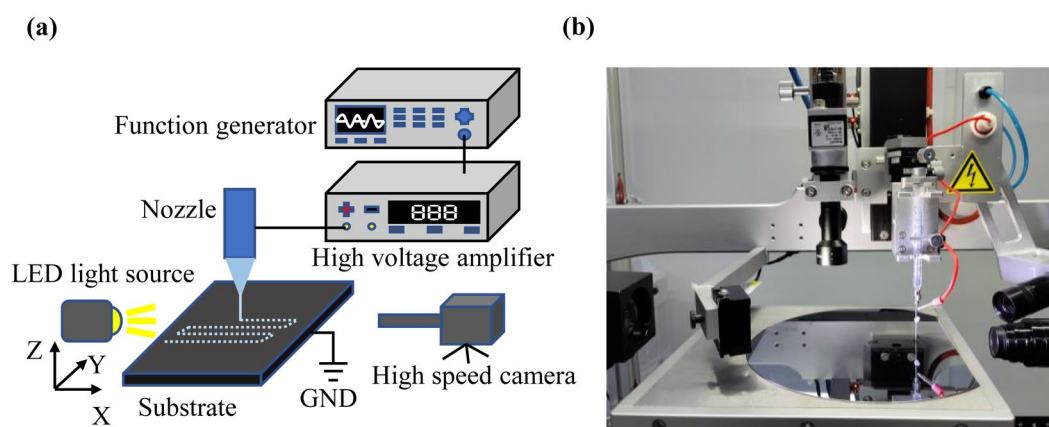 (a)
(b)
Function generator
888
Nozzle
High voltage amplifier
LED light source
Z
Y
X
Substrate
GND
High speed camera